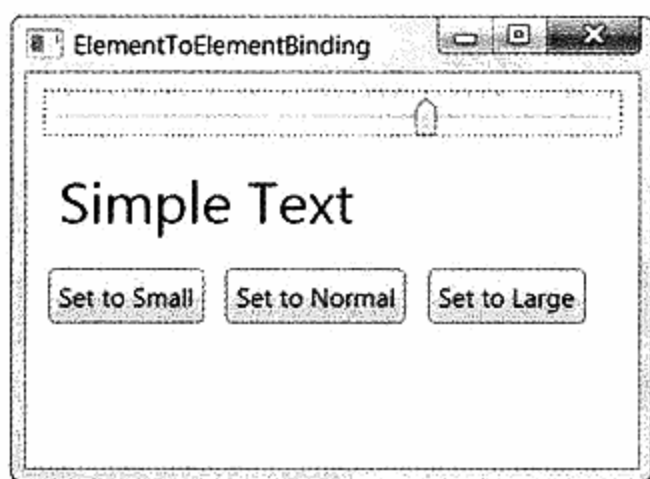 ElementToElementBinding
Simple Text
Set to Small Set to Normal Set to Large